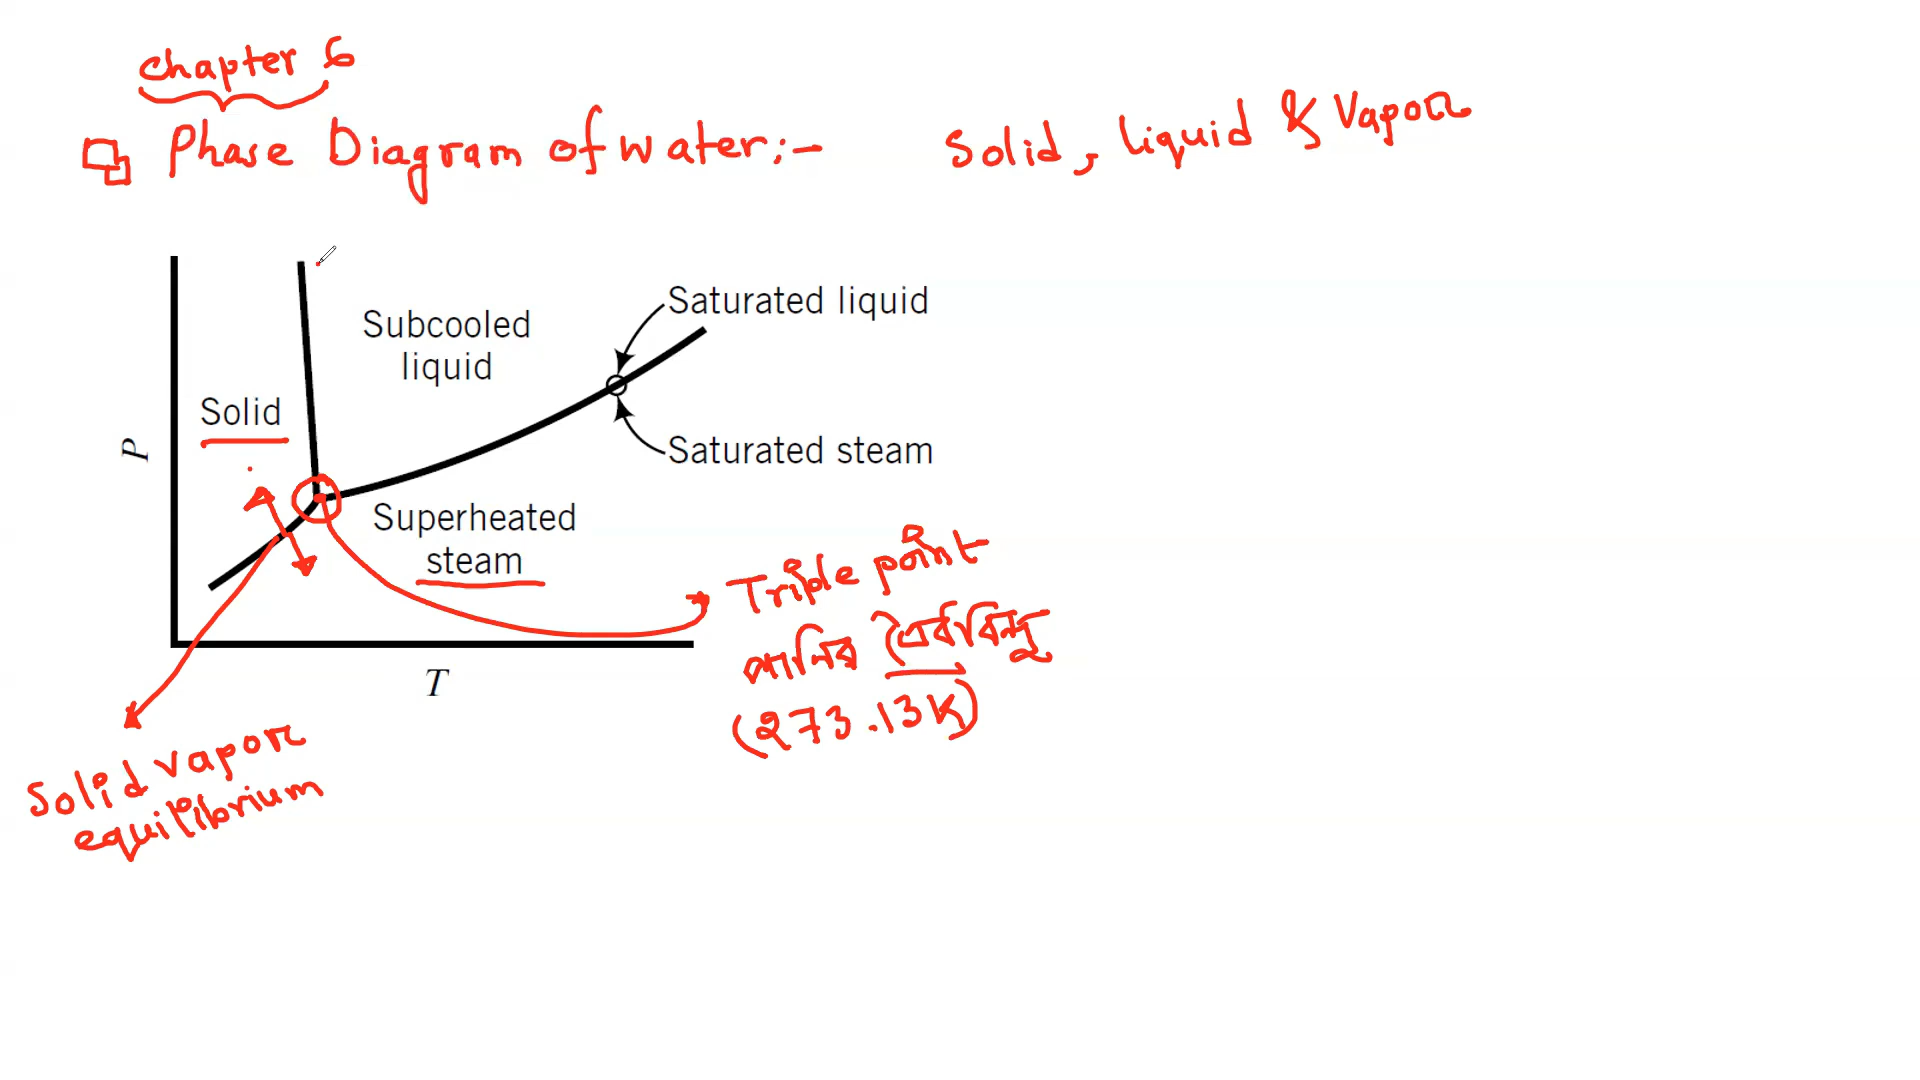 Chapter 6
Phase Diagram of water:-
Solid, Liquid & Vapor
Saturated liquid
Subcooled
liquid
Solid
P
Saturated steam
Superheated
steam
T
Triple point
পানির
(273.13K)
Solid vapor
equilibrium